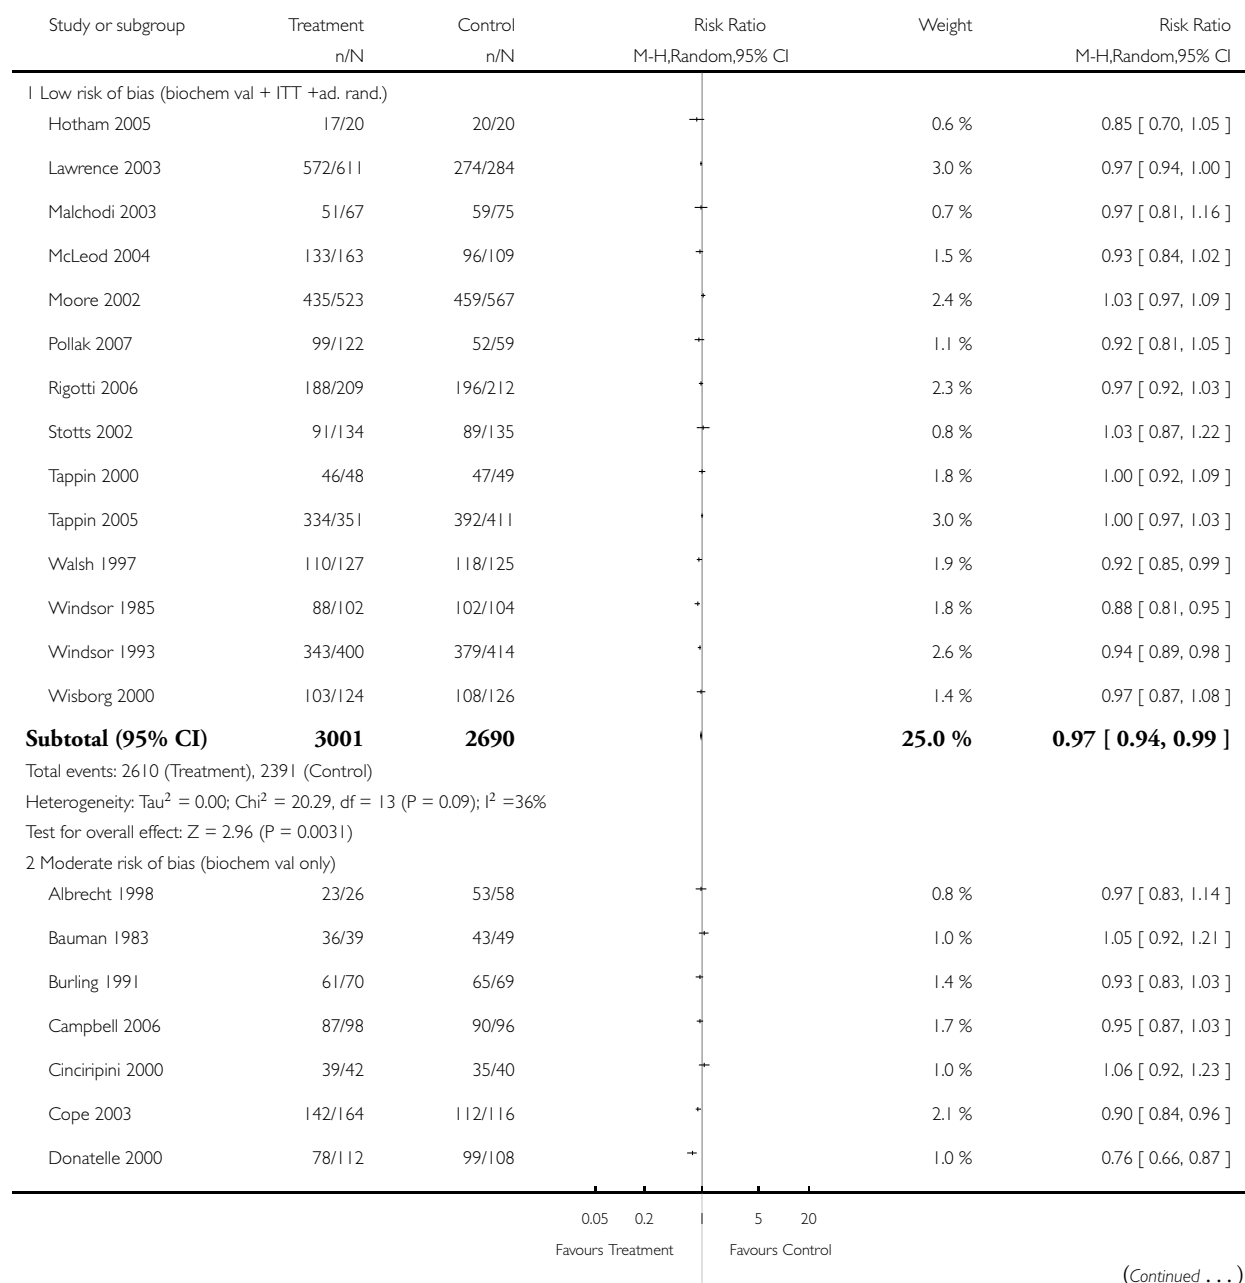 Study or subgroup Treatment Control Risk Ratio Weight Risk Ratio
n/N n/N M-H,Random,95% CI M-H,Random,95% CI
1 Low risk of bias (biochem val + ITT +ad. rand.)
Hotham 2005 17/20 20/20 0.6 % 0.85 [ 0.70, 1.05 ]
Lawrence 2003 572/611 274/284 3.0 % 0.97 [ 0.94, 1.00 ]
Malchodi 2003 51/67 59/75 0.7 % 0.97 [ 0.81, 1.16 ]
McLeod 2004 133/163 96/109 1.5 % 0.93 [ 0.84, 1.02 ]
Moore 2002 435/523 459/567 2.4 % 1.03 [ 0.97, 1.09 ]
Pollak 2007 99/122 52/59 1.1 % 0.92 [ 0.81, 1.05 ]
Rigotti 2006 188/209 196/212 2.3 % 0.97 [ 0.92, 1.03 ]
Stotts 2002 91/134 89/135 0.8 % 1.03 [ 0.87, 1.22 ]
Tappin 2000 46/48 47/49 1.8 % 1.00 [ 0.92, 1.09 ]
Tappin 2005 334/351 392/411 3.0 % 1.00 [ 0.97, 1.03 ]
Walsh 1997 110/127 118/125 1.9 % 0.92 [ 0.85, 0.99 ]
Windsor 1985 88/102 102/104 1.8 % 0.88 [ 0.81, 0.95 ]
Windsor 1993 343/400 379/414 2.6 % 0.94 [ 0.89, 0.98 ]
Wisborg 2000 103/124 108/126 1.4 % 0.97 [ 0.87, 1.08 ]
Subtotal (95% CI) 3001 2690 25.0 % 0.97 [ 0.94, 0.99 ]
Total events: 2610 (Treatment), 2391 (Control)
Heterogeneity: Tau² = 0.00; Chi² = 20.29, df = 13 (P = 0.09); I² =36%
Test for overall effect: Z = 2.96 (P = 0.0031)
2 Moderate risk of bias (biochem val only)
Albrecht 1998 23/26 53/58 0.8 % 0.97 [ 0.83, 1.14 ]
Bauman 1983 36/39 43/49 1.0 % 1.05 [ 0.92, 1.21 ]
Burling 1991 61/70 65/69 1.4 % 0.93 [ 0.83, 1.03 ]
Campbell 2006 87/98 90/96 1.7 % 0.95 [ 0.87, 1.03 ]
Cinciripini 2000 39/42 35/40 1.0 % 1.06 [ 0.92, 1.23 ]
Cope 2003 142/164 112/116 2.1 % 0.90 [ 0.84, 0.96 ]
Donatelle 2000 78/112 99/108 1.0 % 0.76 [ 0.66, 0.87 ]
0.05 0.2 1 5 20
Favours Treatment Favours Control
(Continued . . . )